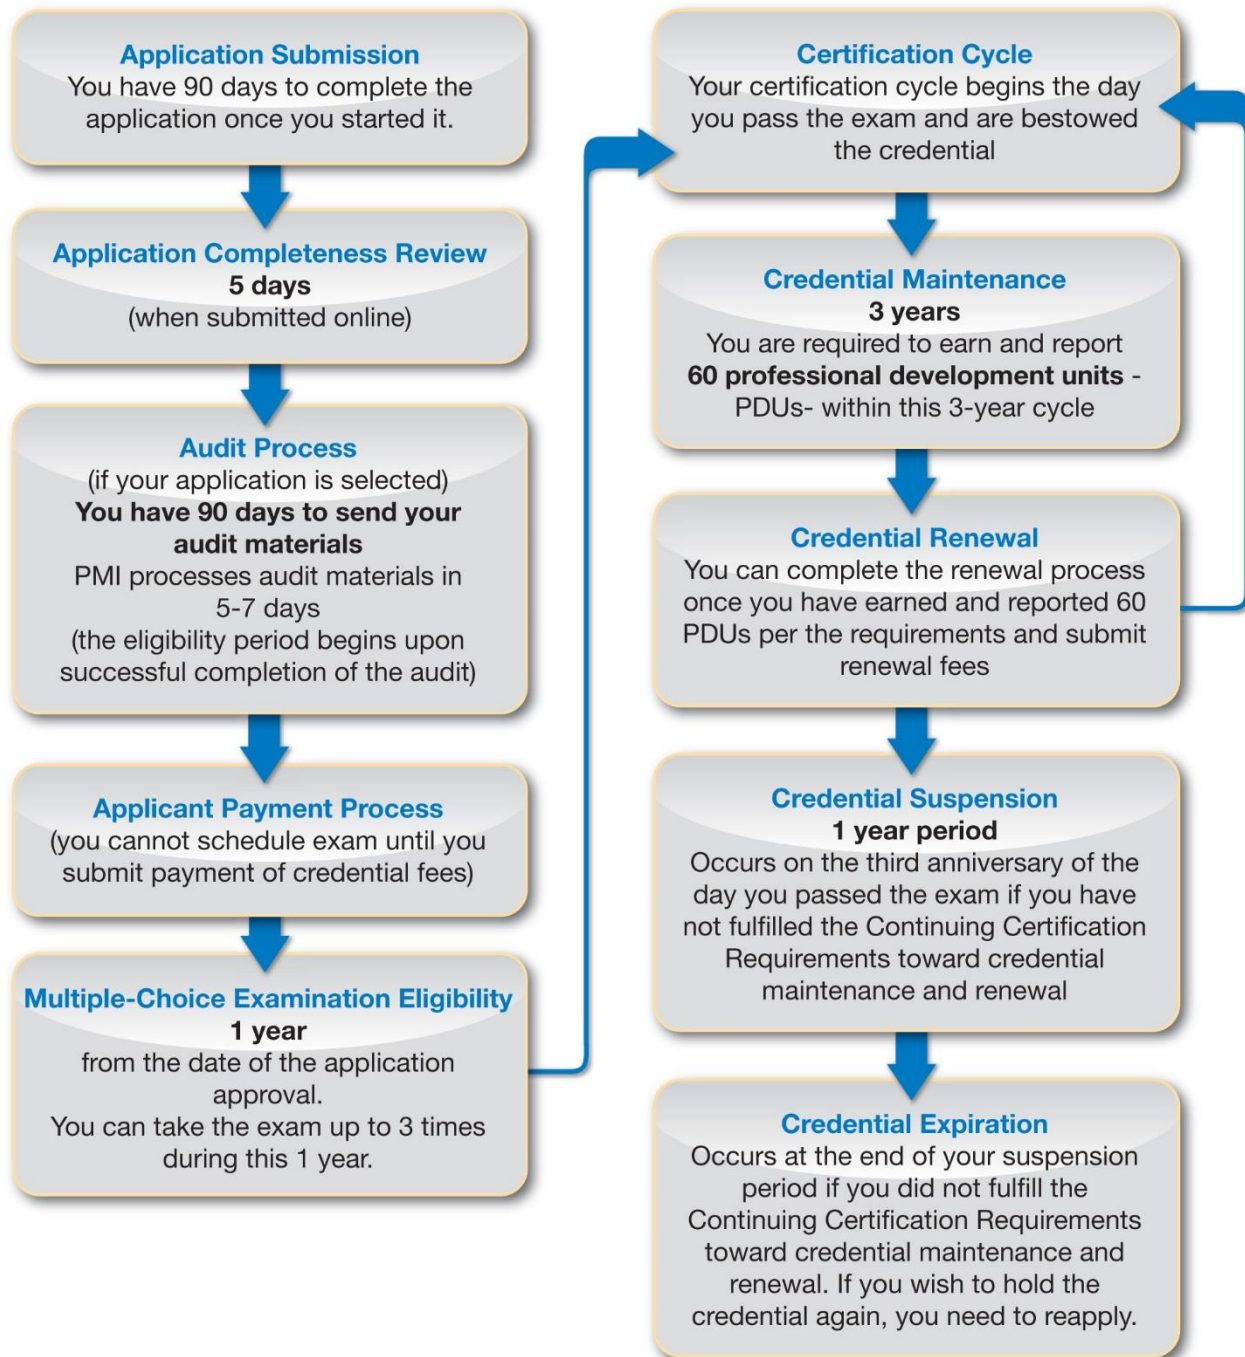 Application Submission
You have 90 days to complete the
application once you started it.
Application Completeness Review
5 days
(when submitted online)
Audit Process
(if your application is selected)
You have 90 days to send your
audit materials
PMI processes audit materials in
5-7 days
(the eligibility period begins upon
successful completion of the audit)
Applicant Payment Process
(you cannot schedule exam until you
submit payment of credential fees)
Multiple-Choice Examination Eligibility
1 year
from the date of the application
approval.
You can take the exam up to 3 times
during this 1 year.
Certification Cycle
Your certification cycle begins the day
you pass the exam and are bestowed
the credential
Credential Maintenance
3 years
You are required to earn and report
60 professional development units -
PDUs- within this 3-year cycle
Credential Renewal
You can complete the renewal process
once you have earned and reported 60
PDUs per the requirements and submit
renewal fees
Credential Suspension
1 year period
Occurs on the third anniversary of the
day you passed the exam if you have
not fulfilled the Continuing Certification
Requirements toward credential
maintenance and renewal
Credential Expiration
Occurs at the end of your suspension
period if you did not fulfill the
Continuing Certification Requirements
toward credential maintenance and
renewal. If you wish to hold the
credential again, you need to reapply.